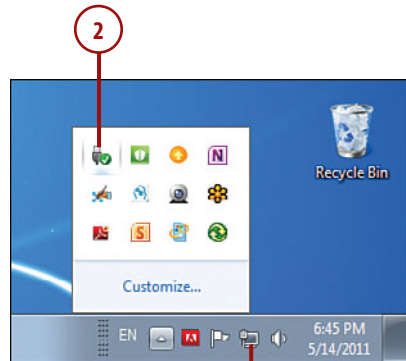 2
Recycle Bin
Customize...
EN
6:45 PM
5/14/2011